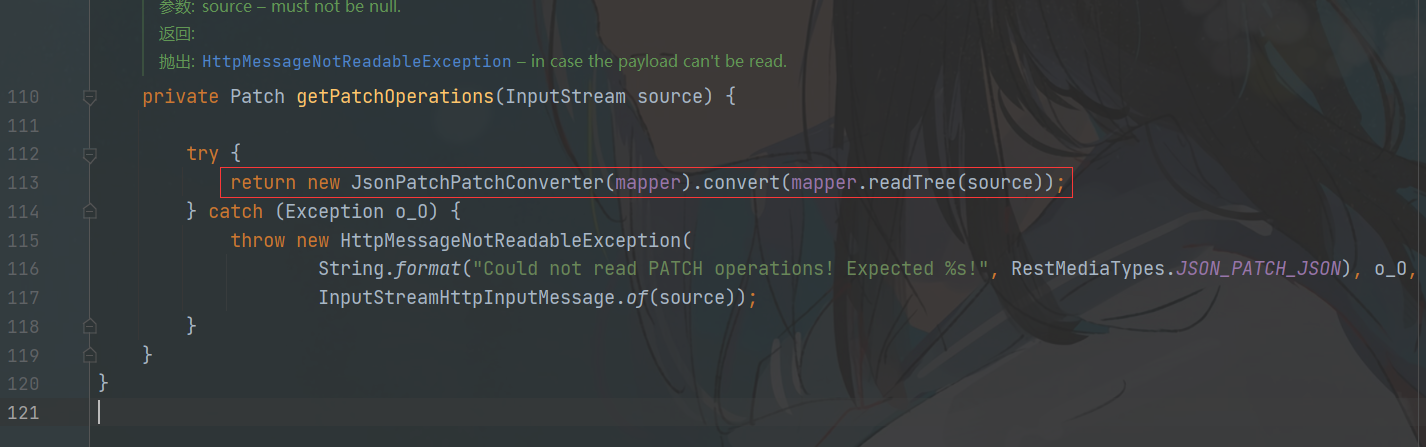 参数: source – must not be null.
返回:
抛出: HttpMessageNotReadableException – in case the payload can't be read.
110 private Patch getPatchOperations(InputStream source) {
111
112 try {
113 return new JsonPatchPatchConverter(mapper).convert(mapper.readTree(source));
114 } catch (Exception o_O) {
115 throw new HttpMessageNotReadableException(
116 String.format("Could not read PATCH operations! Expected %s!", RestMediaTypes.JSON_PATCH_JSON), o_O,
117 InputStreamHttpInputMessage.of(source));
118 }
119 }
120 }
121